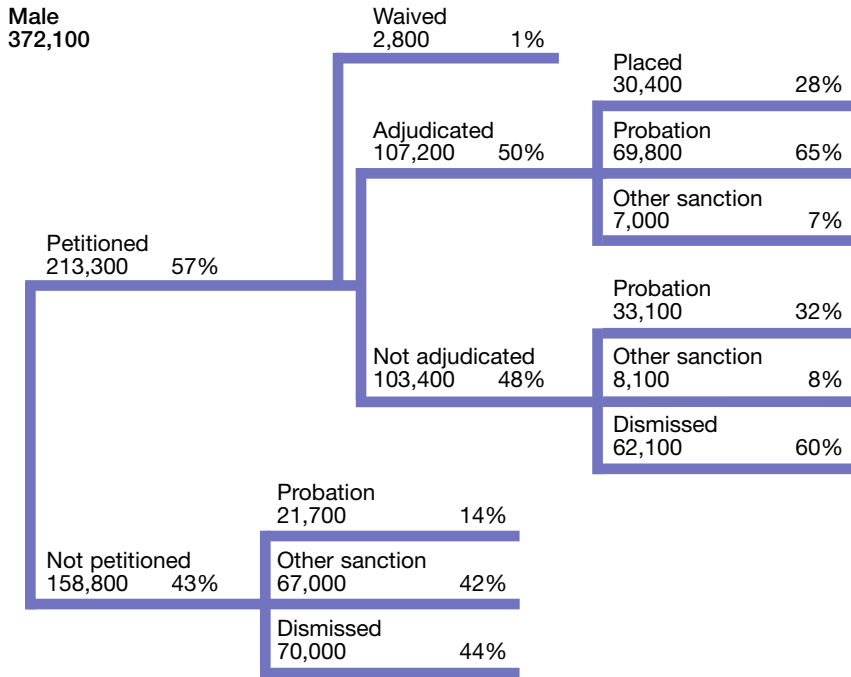 Male
372,100
Waived
2,800 1%
Placed
30,400 28%
Adjudicated
107,200 50%
Probation
69,800 65%
Other sanction
7,000 7%
Petitioned
213,300 57%
Probation
33,100 32%
Not adjudicated
103,400 48%
Other sanction
8,100 8%
Dismissed
62,100 60%
Probation
21,700 14%
Not petitioned
158,800 43%
Other sanction
67,000 42%
Dismissed
70,000 44%